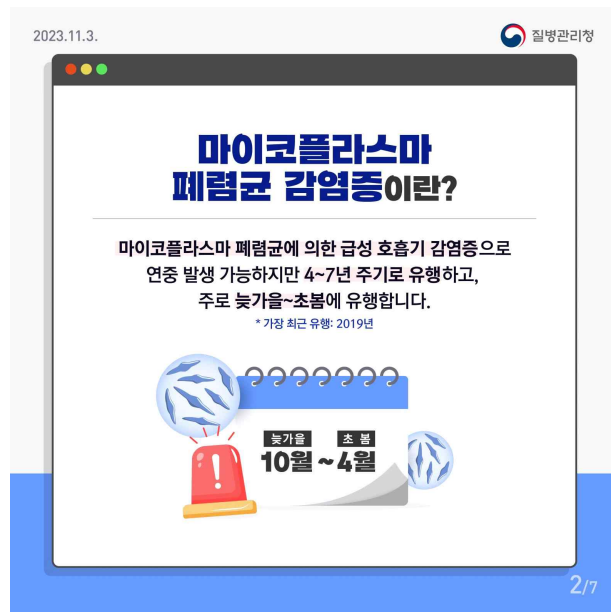 2023.11.3.
질병관리청
마이코플라스마
폐렴균 감염증이란?
마이코플라스마 폐렴균에 의한 급성 호흡기 감염증으로
연중 발생 가능하지만 4~7년 주기로 유행하고,
주로 늦가을~초봄에 유행합니다.
* 가장 최근 유행: 2019년
늦가을 초 봄
10월 ~ 4월
2/7